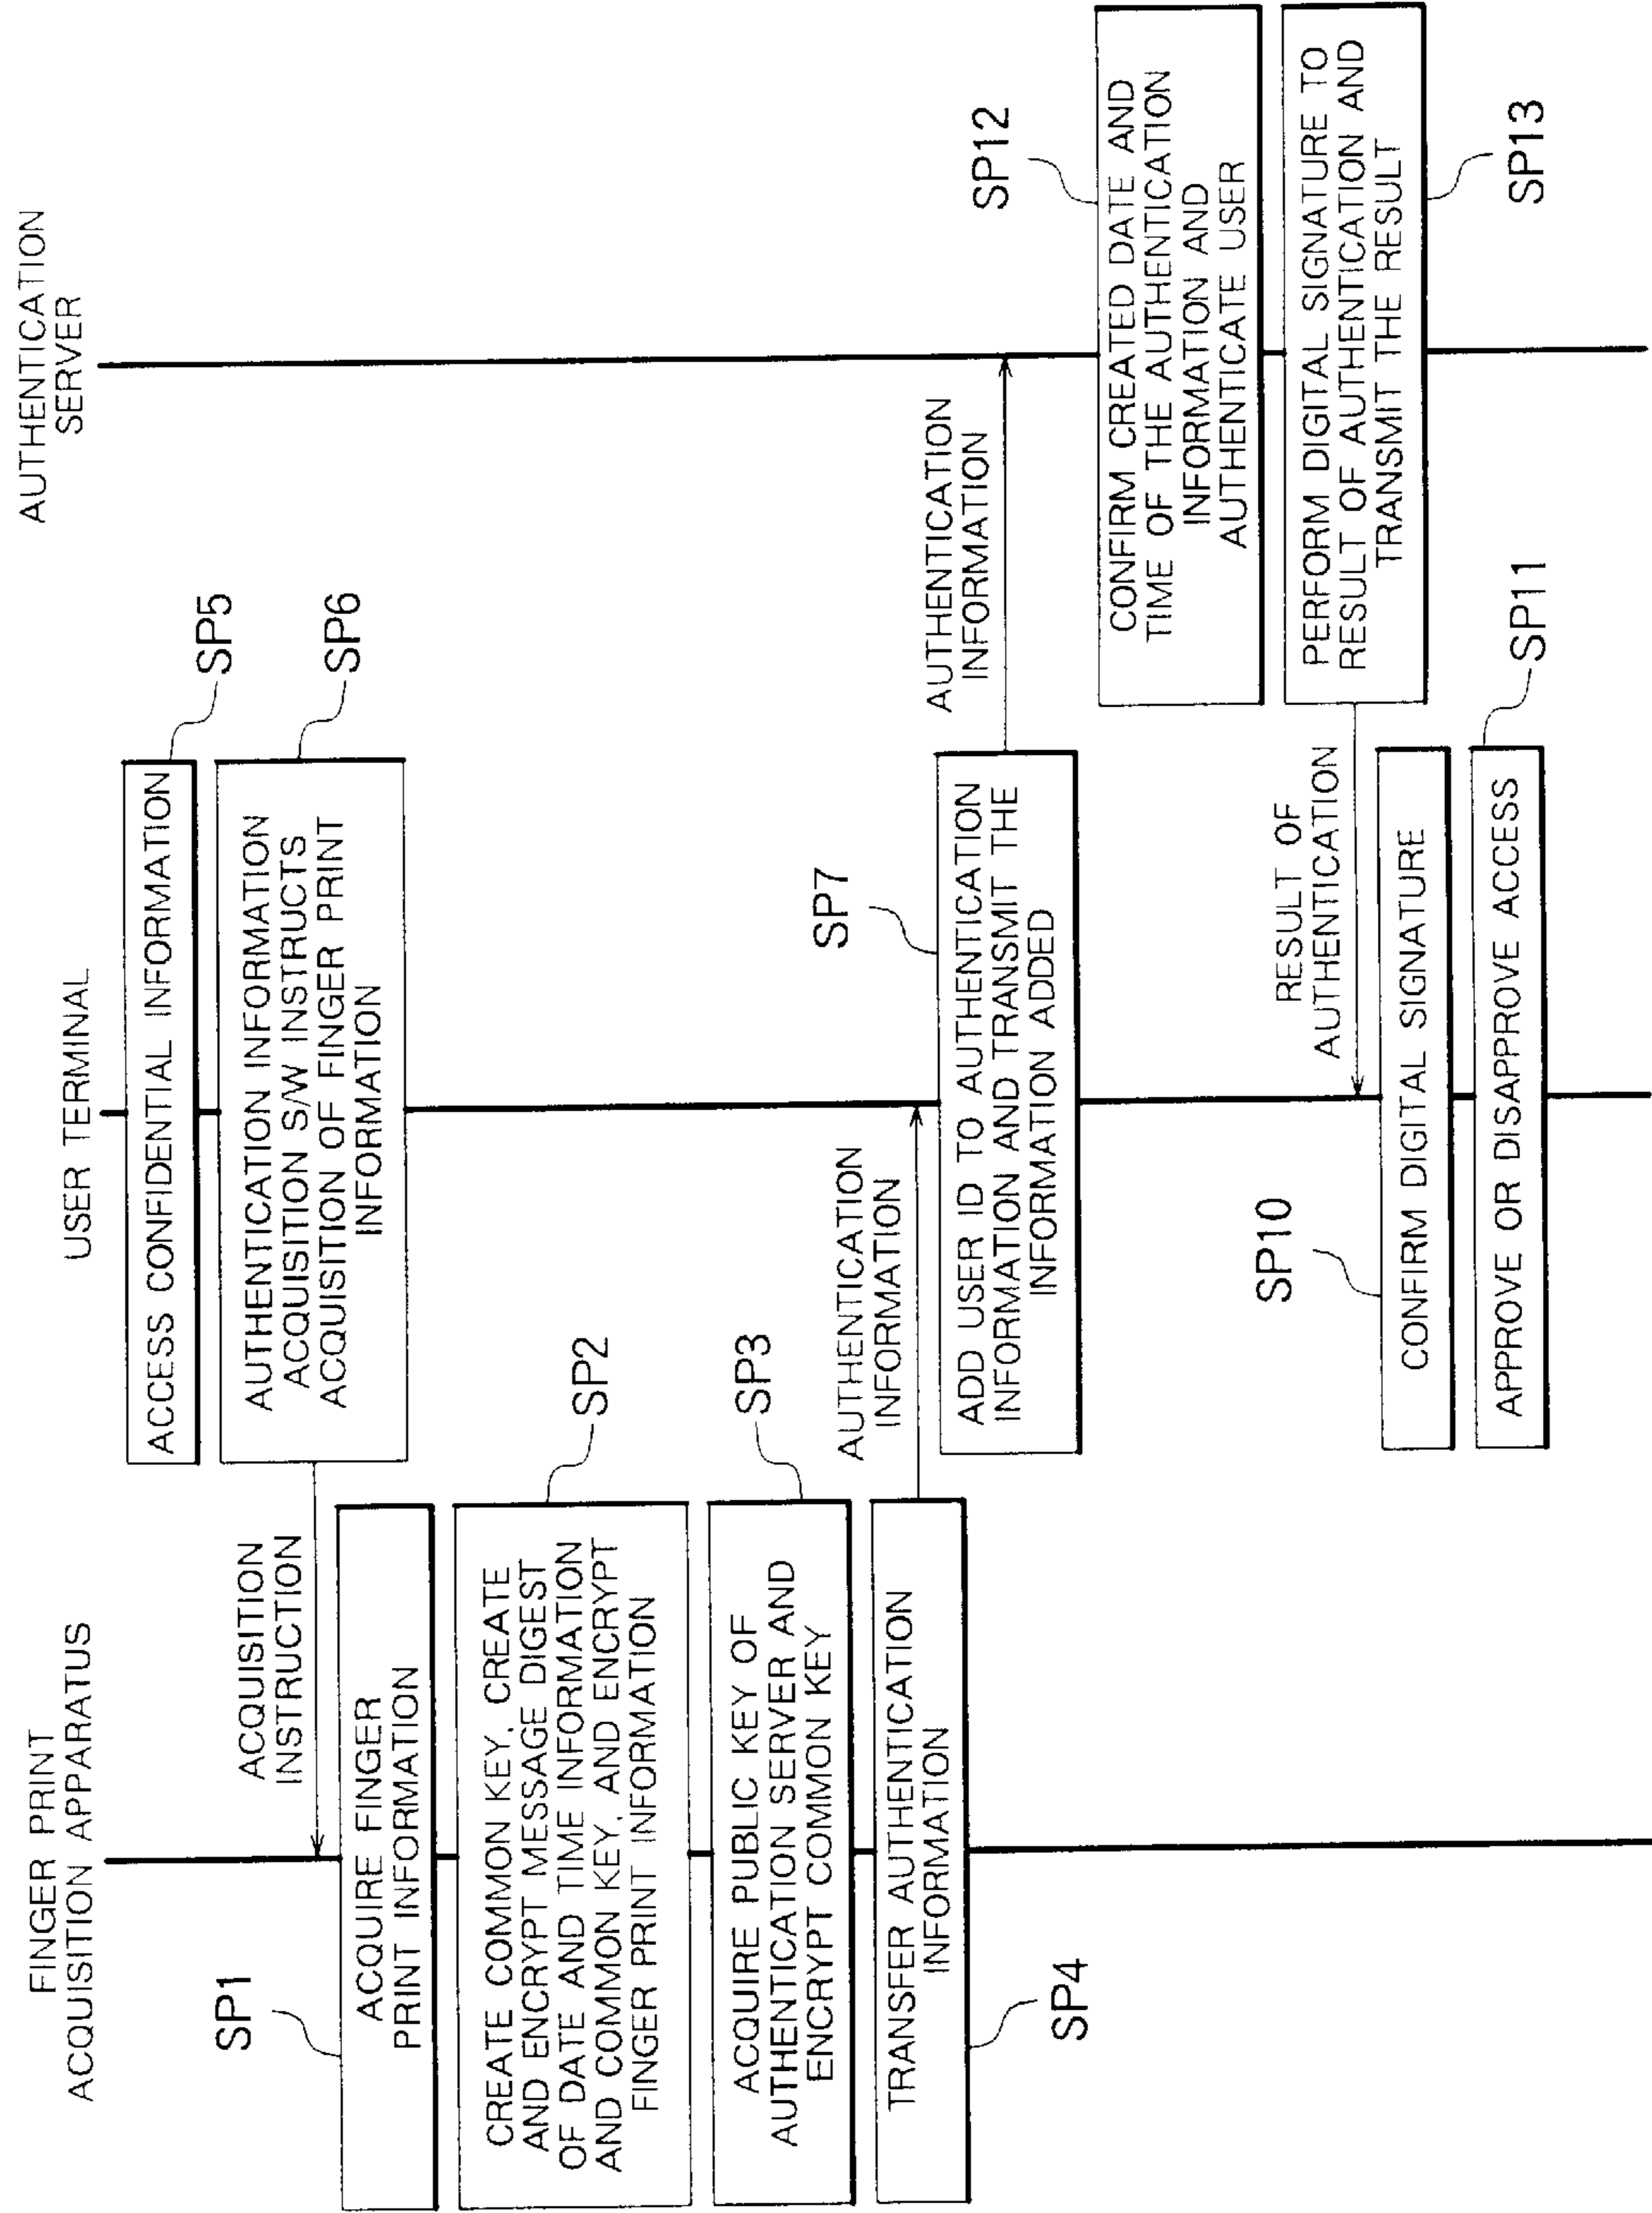 FINGER PRINT
ACQUISITION APPARATUS
USER TERMINAL
AUTHENTICATION
SERVER
ACCESS CONFIDENTIAL INFORMATION
SP5
AUTHENTICATION INFORMATION
ACQUISITION S/W INSTRUCTS
ACQUISITION OF FINGER PRINT
INFORMATION
SP6
ACQUISITION
INSTRUCTION
SP1
ACQUIRE FINGER
PRINT INFORMATION
CREATE COMMON KEY, CREATE
AND ENCRYPT MESSAGE DIGEST
OF DATE AND TIME INFORMATION
AND COMMON KEY, AND ENCRYPT
FINGER PRINT INFORMATION
SP2
ACQUIRE PUBLIC KEY OF
AUTHENTICATION SERVER AND
ENCRYPT COMMON KEY
SP3
TRANSFER AUTHENTICATION
INFORMATION
SP4
AUTHENTICATION
INFORMATION
SP7
ADD USER ID TO AUTHENTICATION
INFORMATION AND TRANSMIT THE
INFORMATION ADDED
AUTHENTICATION
INFORMATION
SP12
CONFIRM CREATED DATE AND
TIME OF THE AUTHENTICATION
INFORMATION AND
AUTHENTICATE USER
PERFORM DIGITAL SIGNATURE TO
RESULT OF AUTHENTICATION AND
TRANSMIT THE RESULT
SP13
RESULT OF
AUTHENTICATION
SP10
CONFIRM DIGITAL SIGNATURE
APPROVE OR DISAPPROVE ACCESS
SP11